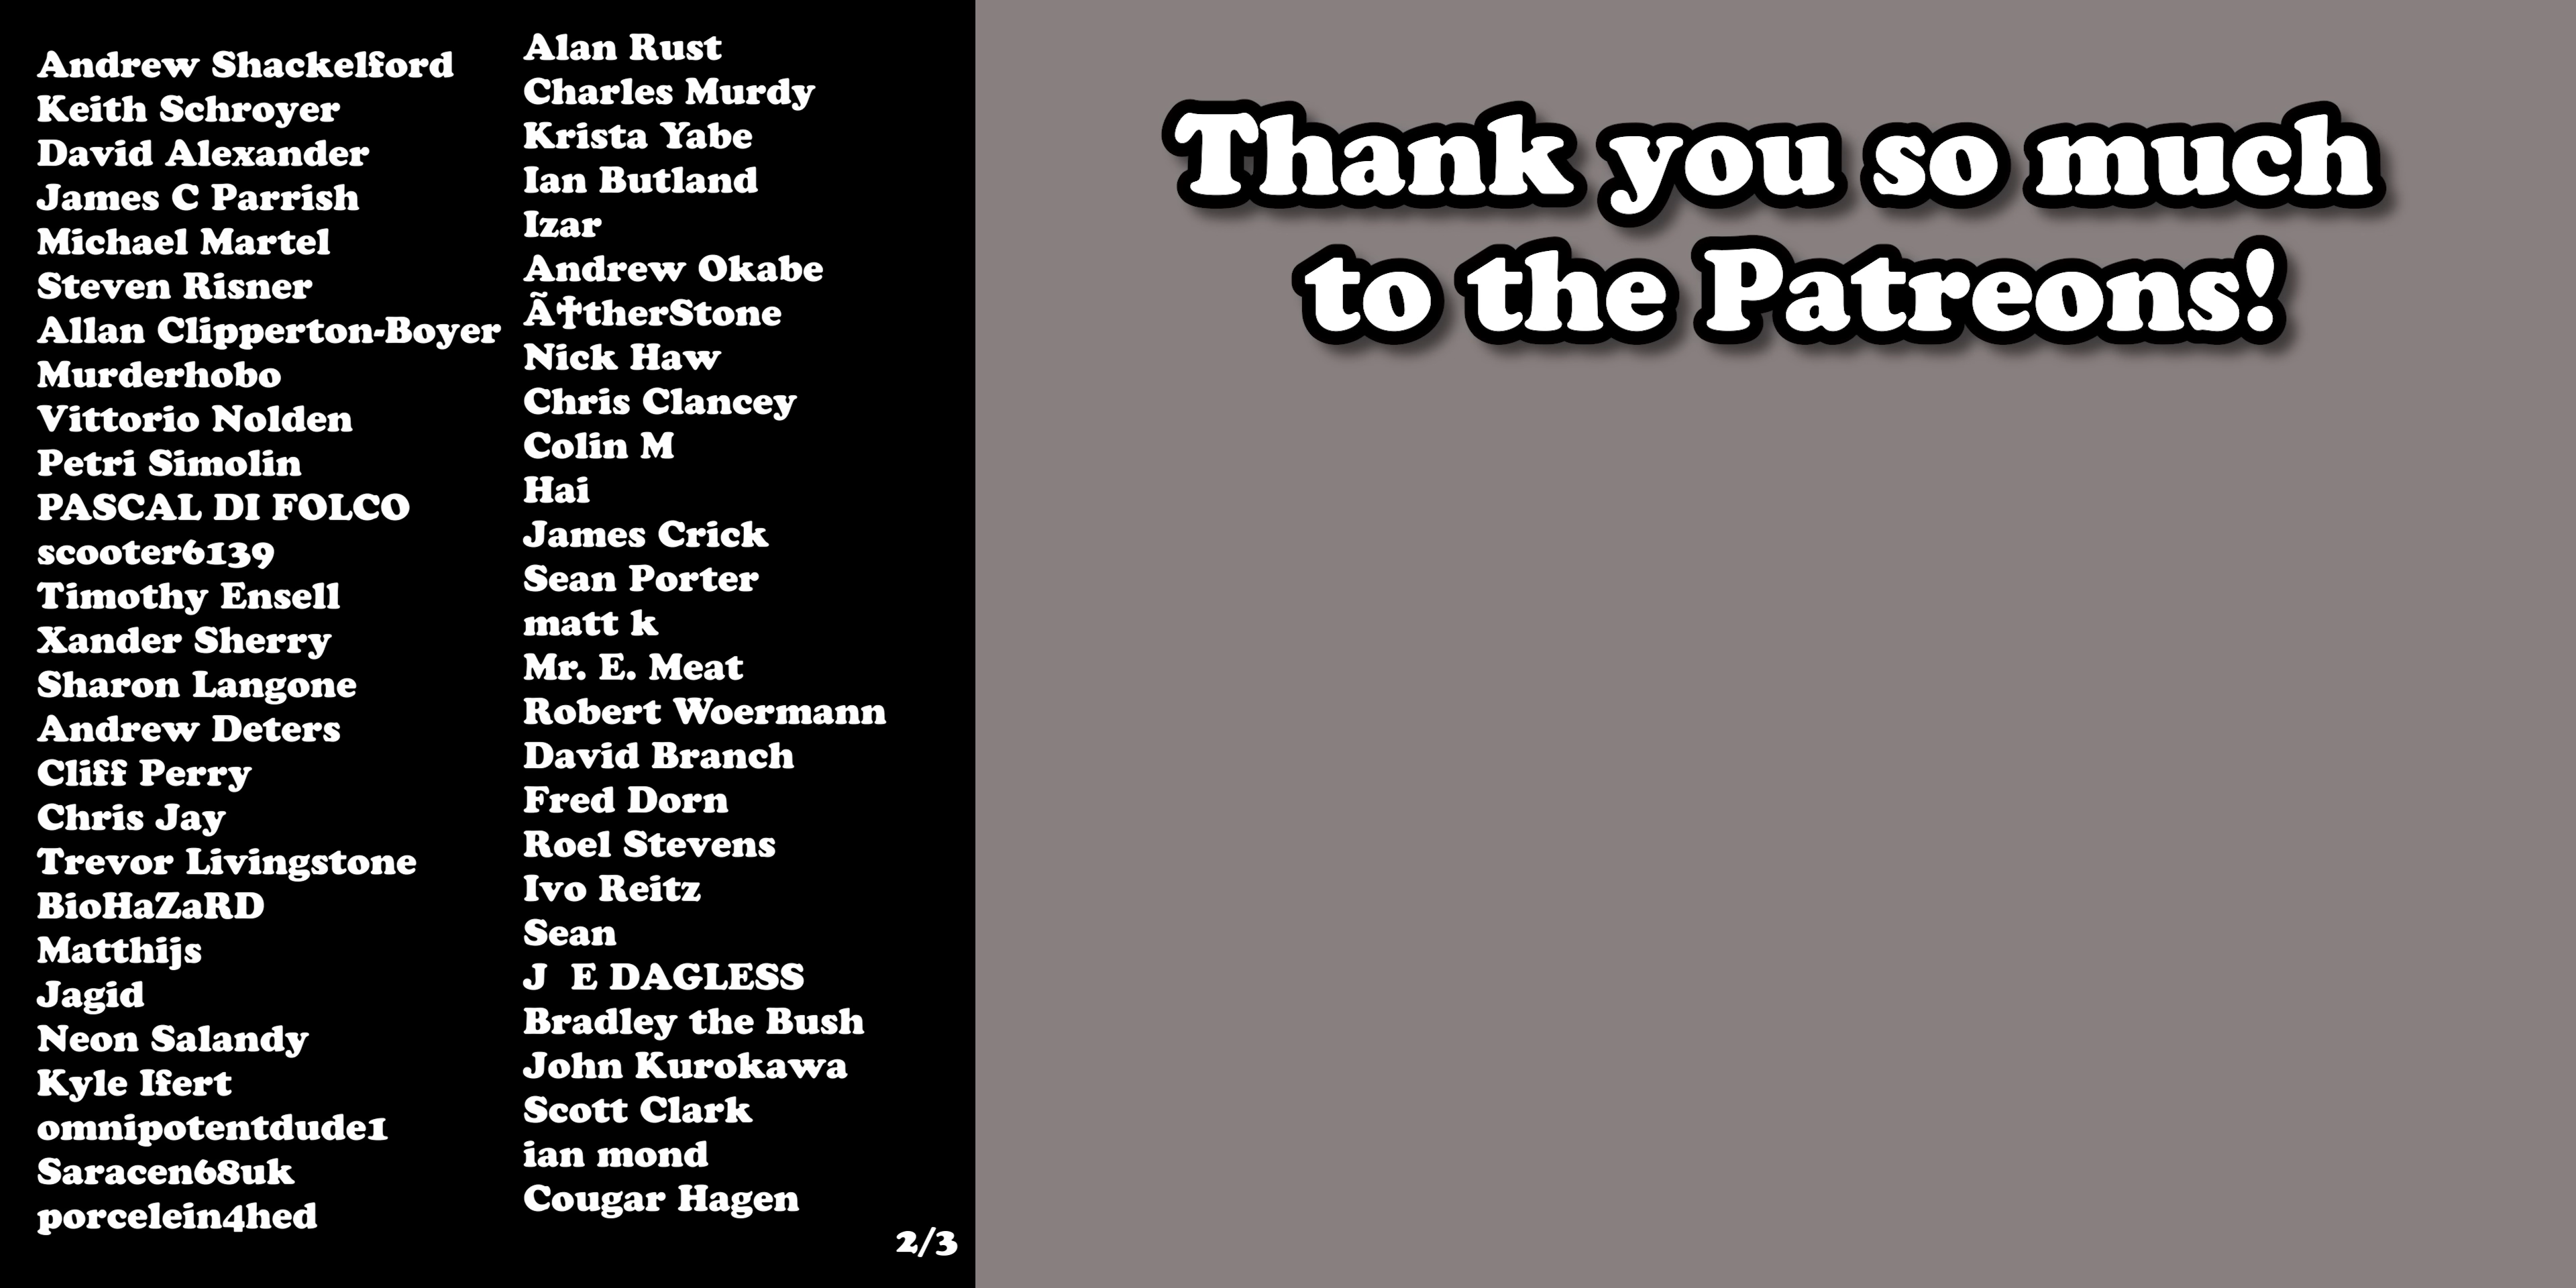 Andrew Shackelford
Keith Schroyer
David Alexander
James C Parrish
Michael Martel
Steven Risner
Allan Clipperton-Boyer
Murderhobo
Vittorio Nolden
Petri Simolin
PASCAL DI FOLCO
scooter6139
Timothy Ensell
Xander Sherry
Sharon Langone
Andrew Deters
Cliff Perry
Chris Jay
Trevor Livingstone
BioHaZaRD
Matthijs
Jagid
Neon Salandy
Kyle Ifert
omnipotentdude1
Saracen68uk
porcelein4hed
Alan Rust
Charles Murdy
Krista Yabe
Ian Butland
Izar
Andrew Okabe
Ã†therStone
Nick Haw
Chris Clancey
Colin M
Hai
James Crick
Sean Porter
matt k
Mr. E. Meat
Robert Woermann
David Branch
Fred Dorn
Roel Stevens
Ivo Reitz
Sean
J  E DAGLESS
Bradley the Bush
John Kurokawa
Scott Clark
ian mond
Cougar Hagen
2/3
Thank you so much
to the Patreons!